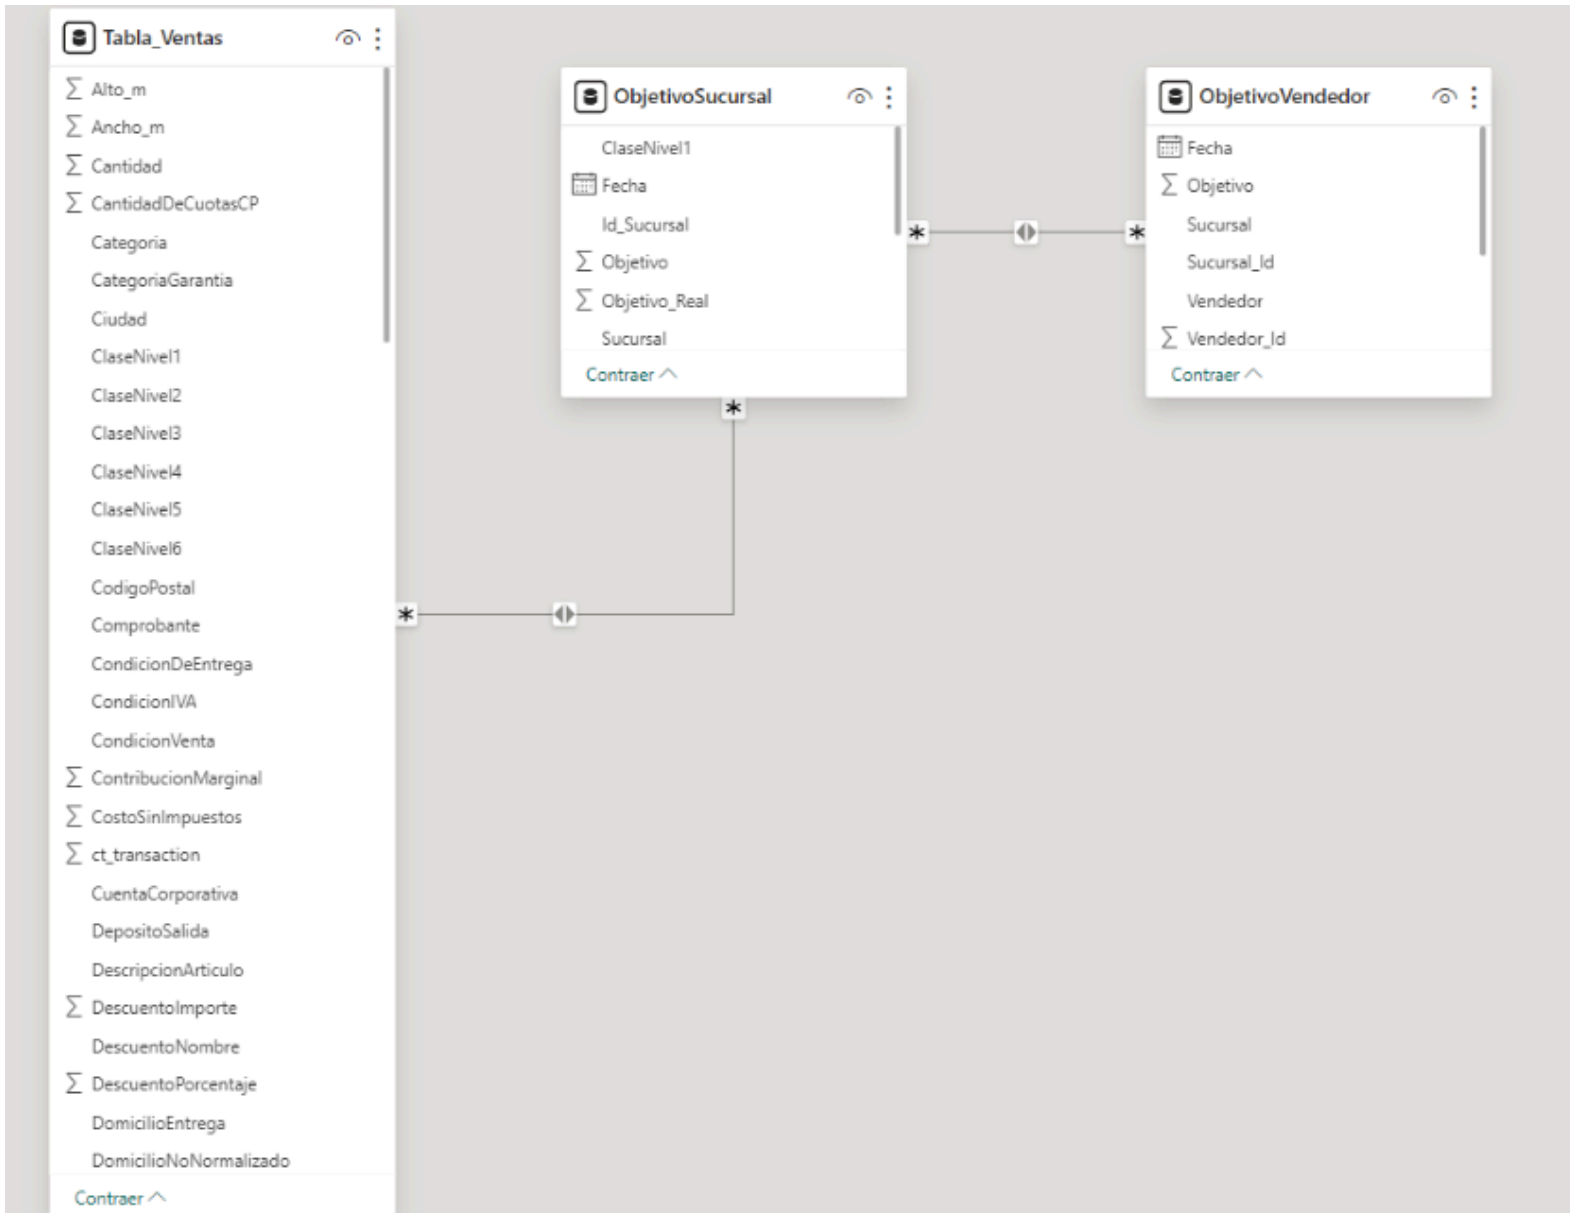 Tabla_Ventas
Alto_m
Ancho_m
Cantidad
CantidadDeCuotasCP
Categoria
CategoriaGarantia
Ciudad
ClaseNivel1
ClaseNivel2
ClaseNivel3
ClaseNivel4
ClaseNivel5
ClaseNivel6
CodigoPostal
Comprobante
CondicionDeEntrega
CondicionIVA
CondicionVenta
ContribucionMarginal
CostoSinImpuestos
ct_transaction
CuentaCorporativa
DepositoSalida
DescripcionArticulo
DescuentoImporte
DescuentoNombre
DescuentoPorcentaje
DomicilioEntrega
DomicilioNoNormalizado
Contraer
ObjetivoSucursal
ClaseNivel1
Fecha
Id_Sucursal
Objetivo
Objetivo_Real
Sucursal
Contraer
ObjetivoVendedor
Fecha
Objetivo
Sucursal
Sucursal_Id
Vendedor
Vendedor_Id
Contraer